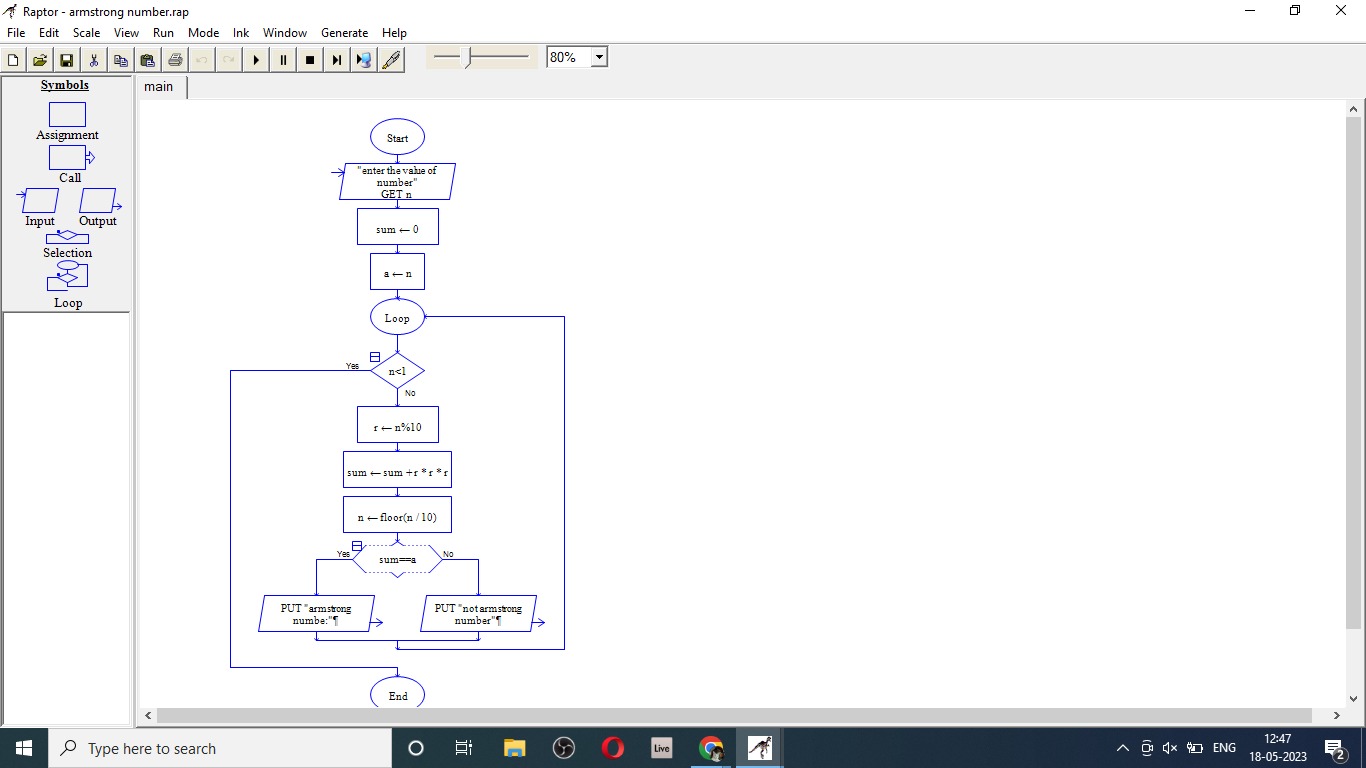 Raptor - armstrong number.rap
File Edit Scale View Run Mode Ink Window Generate Help
80%
Symbols
Assignment
Call
Input Output
Selection
Loop
main
Start
"enter the value of
number"
GET n
sum ← 0
a ← n
Loop
Yes
n<1
No
r ← n%10
sum ← sum + r * r * r
n ← floor(n / 10)
Yes
sum==a
No
PUT "armstrong
numbe:"¶
PUT "not armstrong
number"¶
End
Type here to search
Live
ENG
12:47
18-05-2023
2